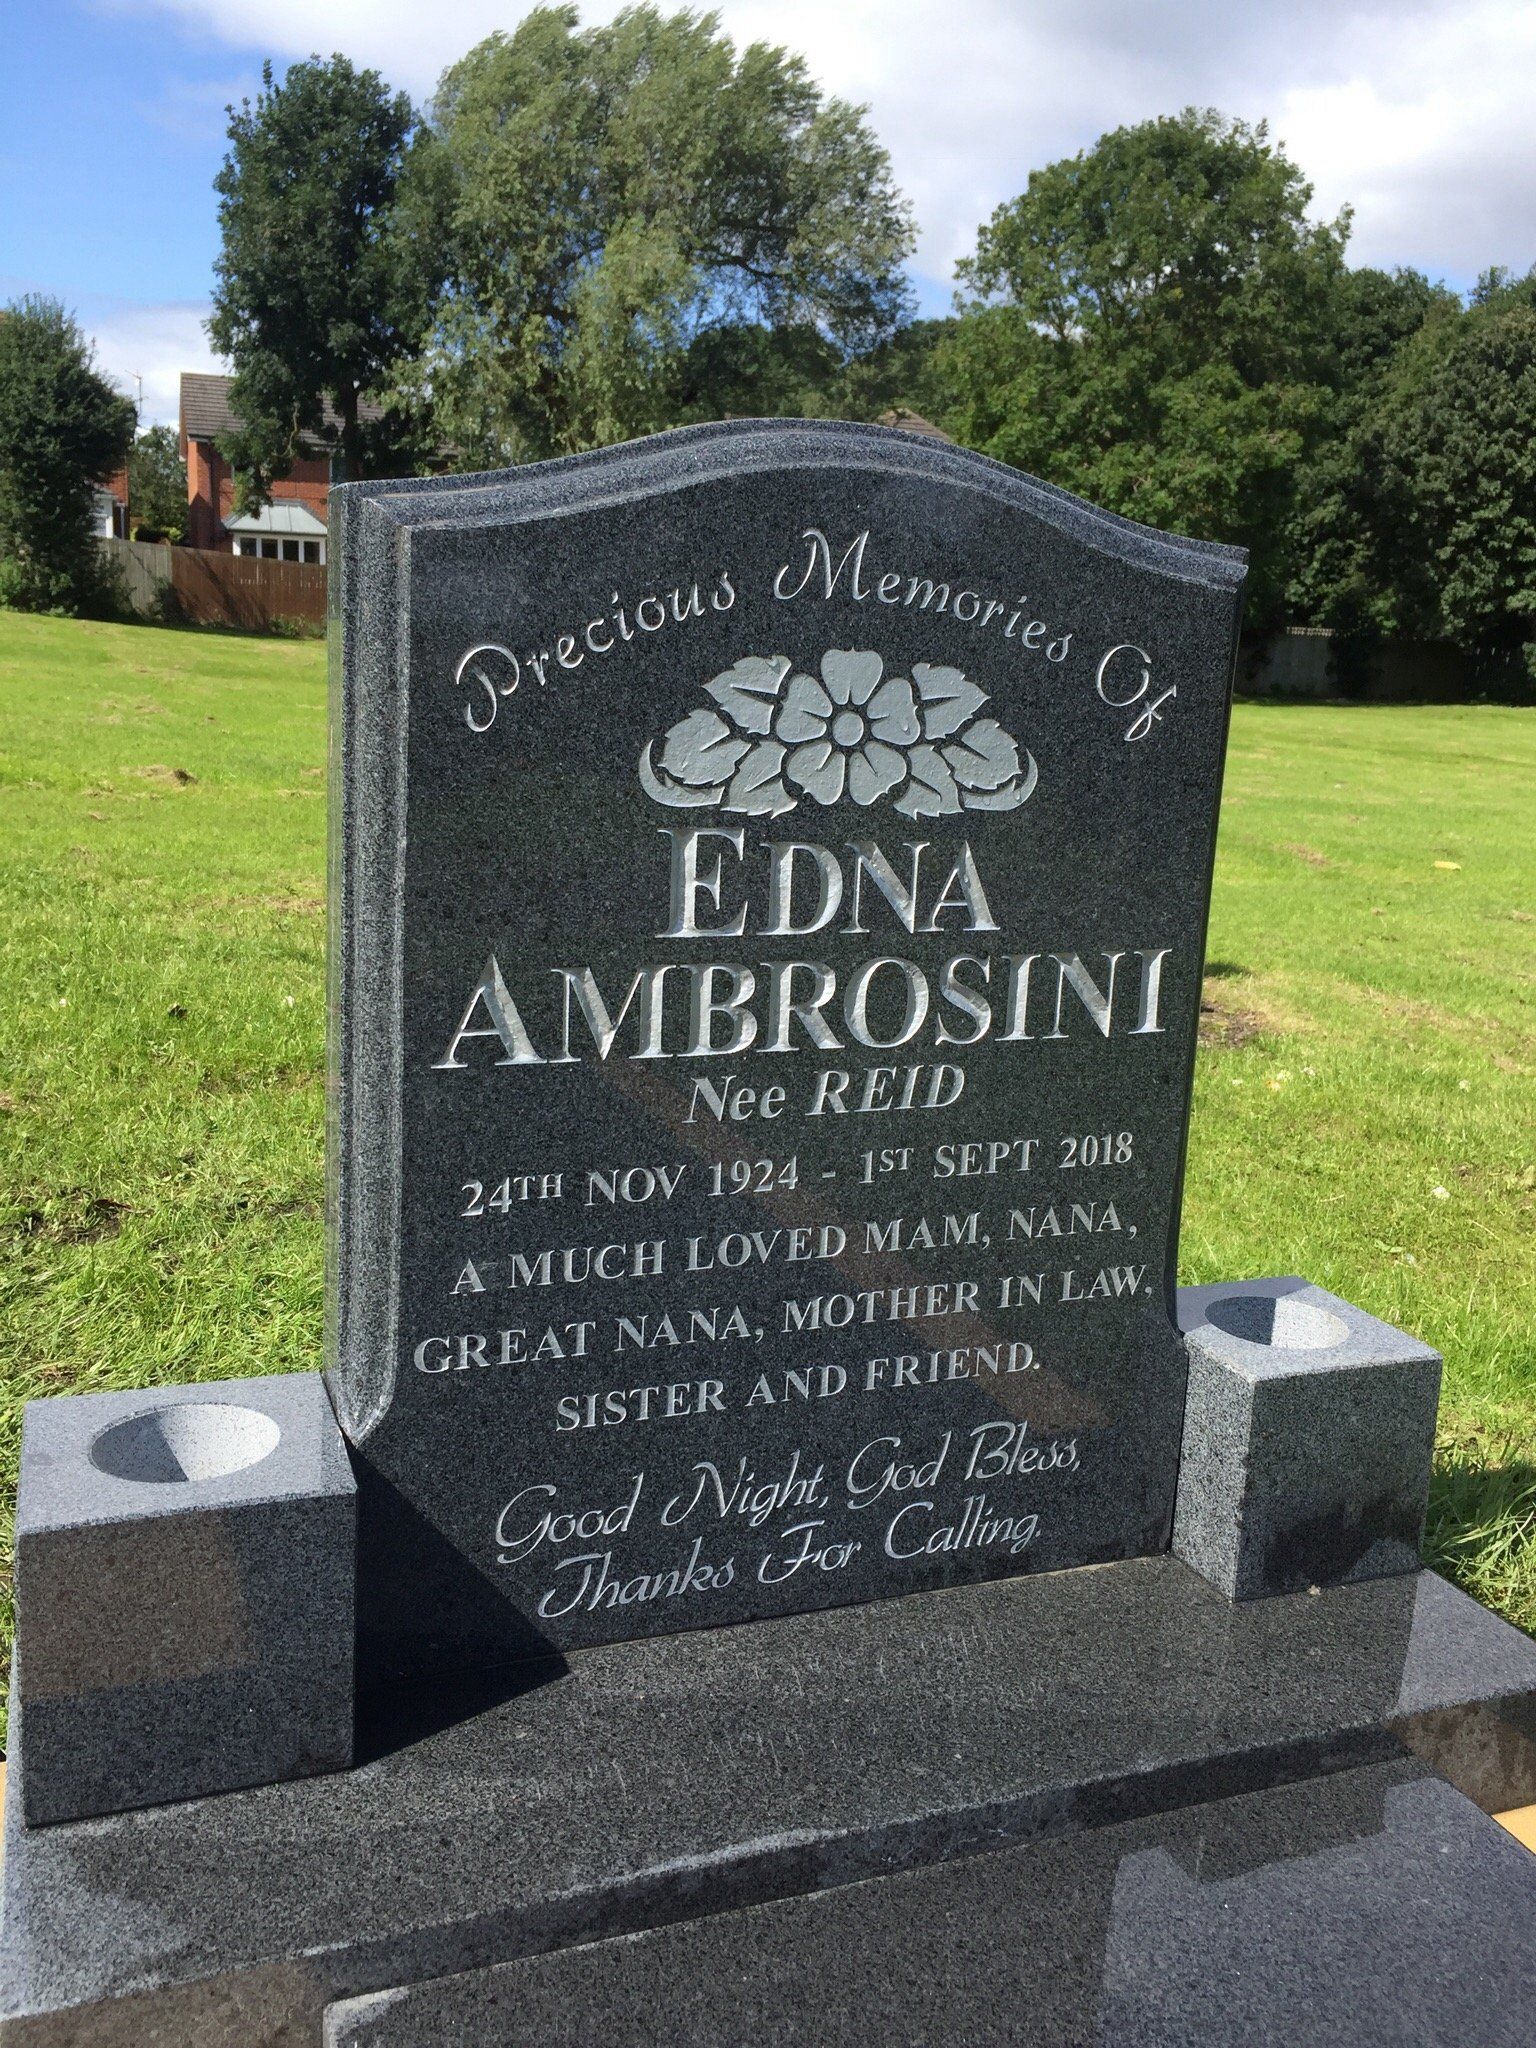 Precious Memories Of
EDNA
AMBROSINI
Nee REID
24TH NOV 1924 - 1ST SEPT 2018
A MUCH LOVED MAM, NANA,
GREAT NANA, MOTHER IN LAW,
SISTER AND FRIEND.
Good Night, God Bless,
Thanks For Calling.